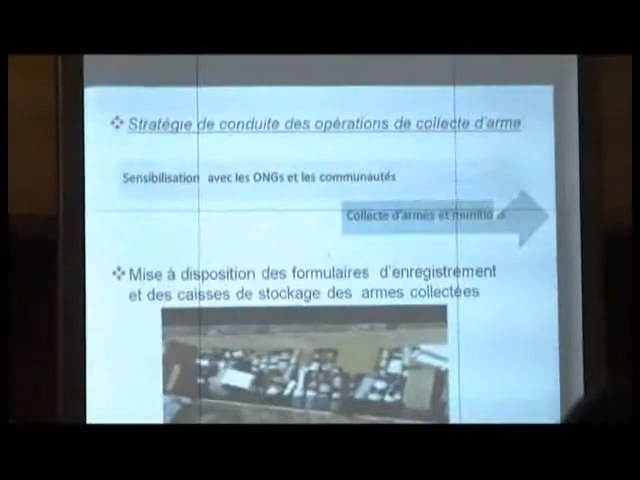 Stratégie de conduite des opérations de collecte d'arme
Sensibilisation avec les ONGs et les communautés
Collecte d'armes et munitions
Mise à disposition des formulaires d'enregistrement
et des caisses de stockage des armes collectées